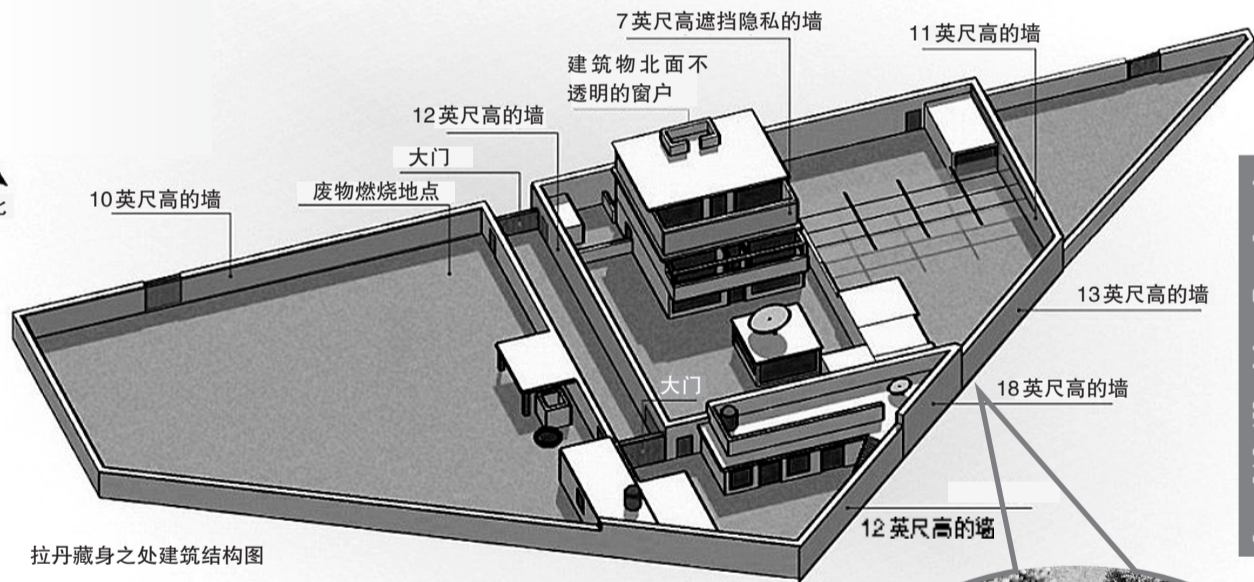 7英尺高遮挡隐私的墙
11英尺高的墙
建筑物北面不
透明的窗户
12英尺高的墙
大门
废物燃烧地点
10英尺高的墙
13英尺高的墙
大门
18英尺高的墙
12英尺高的墙
拉丹藏身之处建筑结构图